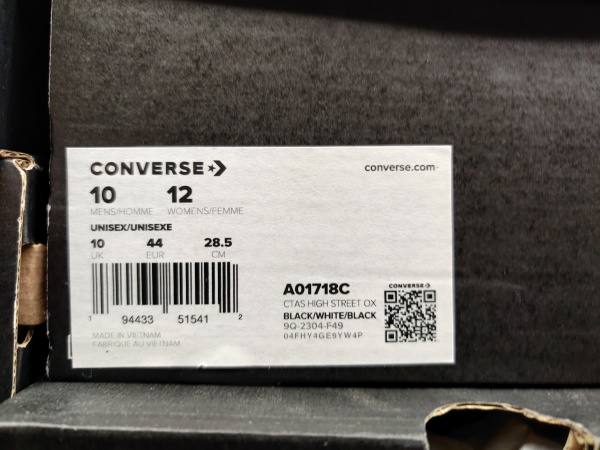 CONVERSE
converse.com
10 12
MENS/HOMME WOMENS/FEMME
UNISEX/UNISEXE
10 44 28.5
UK EUR CM
1 94433 51541 2
MADE IN VIETNAM
FABRIQUE AU VIETNAM
A01718C
CTAS HIGH STREET OX
BLACK/WHITE/BLACK
9Q-2304-F49
04FHY4GE9YW4P
CONVERSE